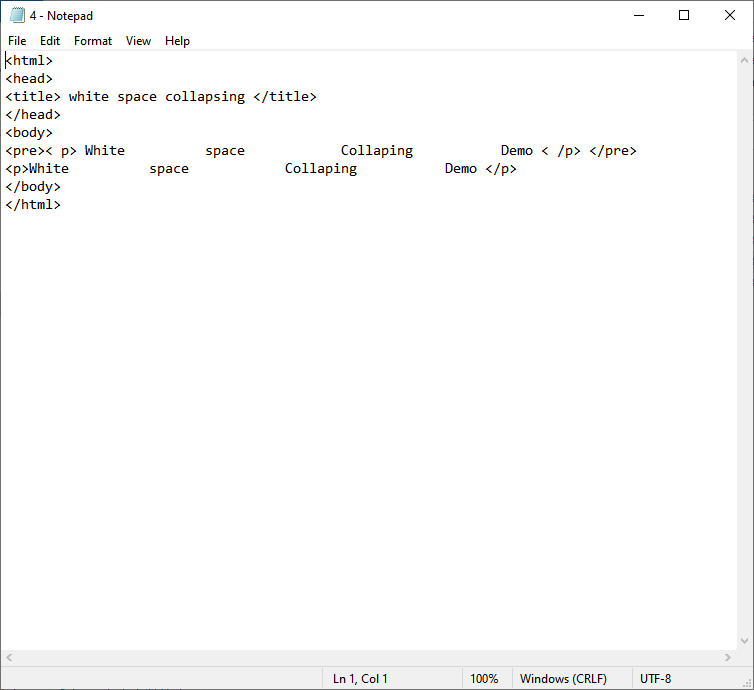 4 - Notepad
File Edit Format View Help
<html>
<head>
<title> white space collapsing </title>
</head>
<body>
<pre>< p> White          space            Collaping           Demo < /p> </pre>
<p>White          space            Collaping           Demo </p>
</body>
</html>
Ln 1, Col 1 100% Windows (CRLF) UTF-8